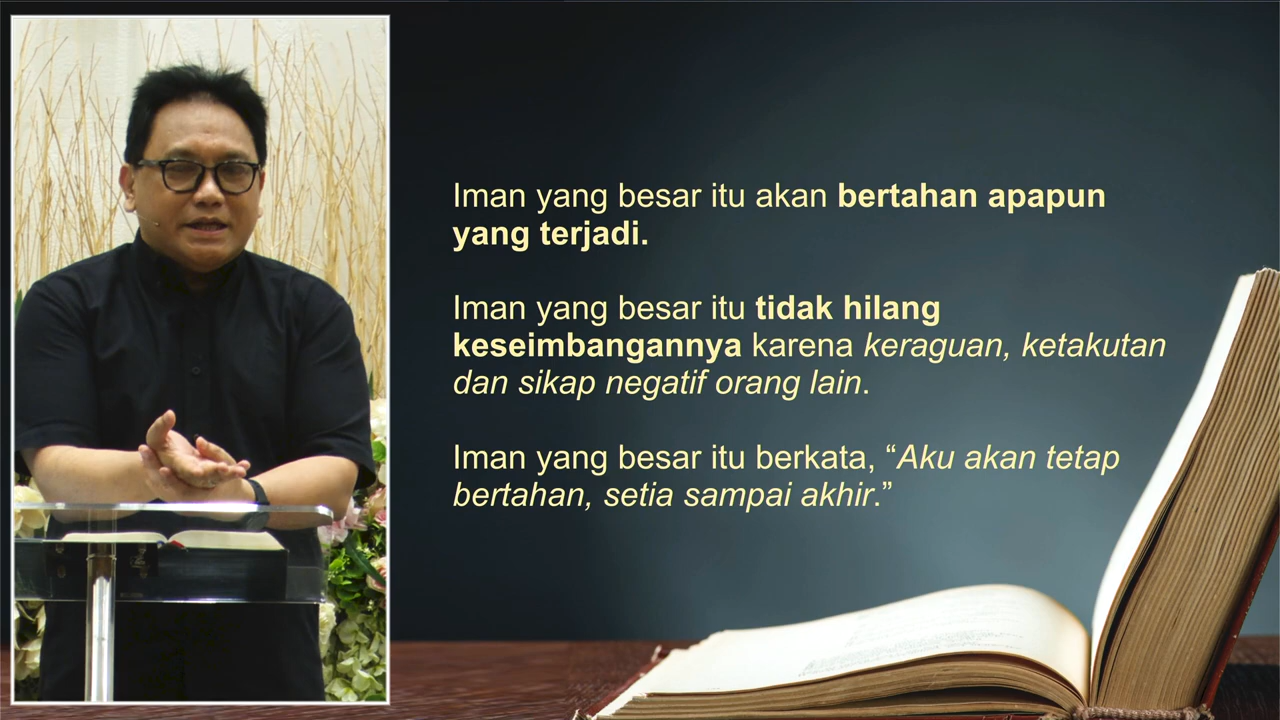 Iman yang besar itu akan bertahan apapun
yang terjadi.
Iman yang besar itu tidak hilang
keseimbangannya karena keraguan, ketakutan
dan sikap negatif orang lain.
Iman yang besar itu berkata, “Aku akan tetap
bertahan, setia sampai akhir.”